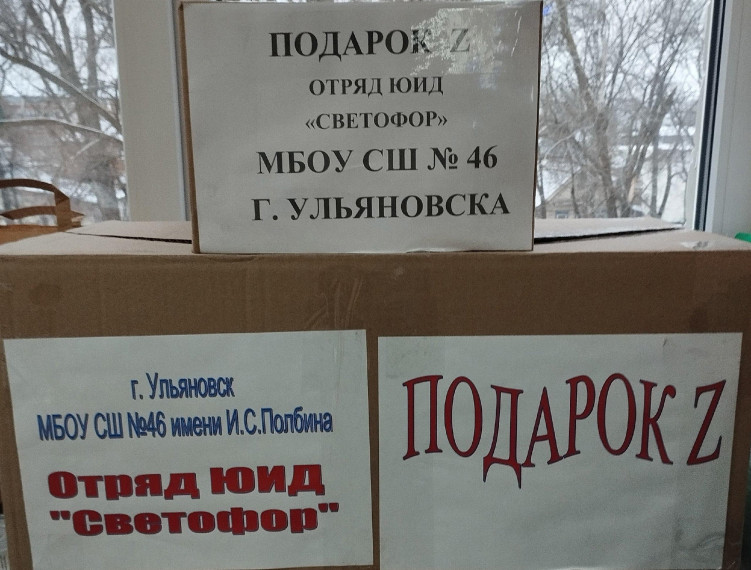 ПОДАРОК Z
ОТРЯД ЮИД
«СВЕТОФОР»
МБОУ СШ № 46
Г. УЛЬЯНОВСКА
г. Ульяновск
МБОУ СШ №46 имени И.С.Полбина
Отряд ЮИД
"Светофор"
ПОДАРОК Z